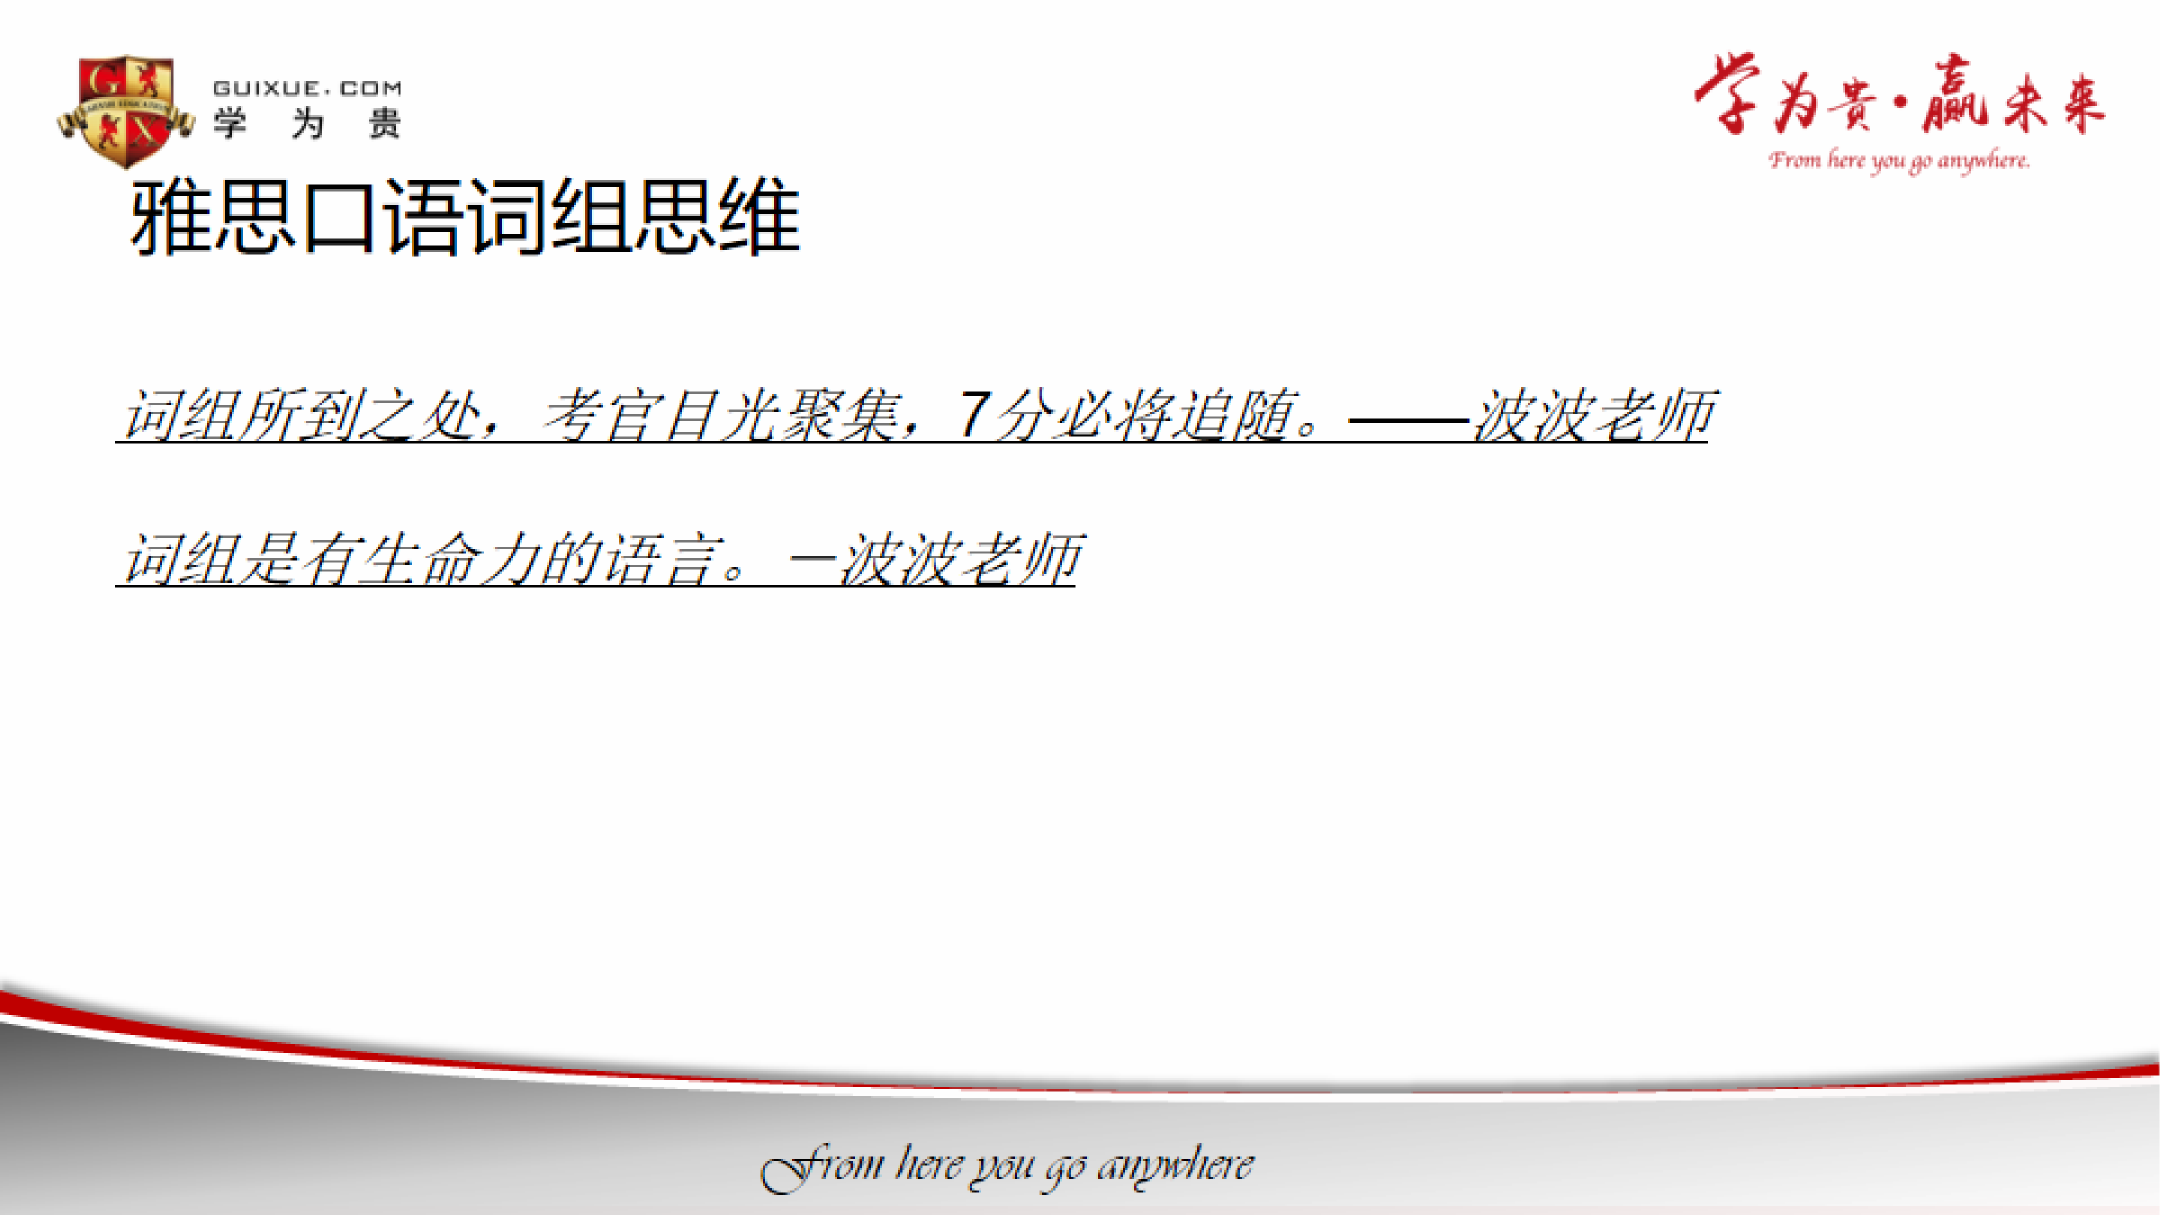 GUIXUE.COM
学为贵
学为贵·赢未来
From here you go anywhere.
雅思口语词组思维
词组所到之处，考官目光聚集，7分必将追随。——波波老师
词组是有生命力的语言。－波波老师
From here you go anywhere